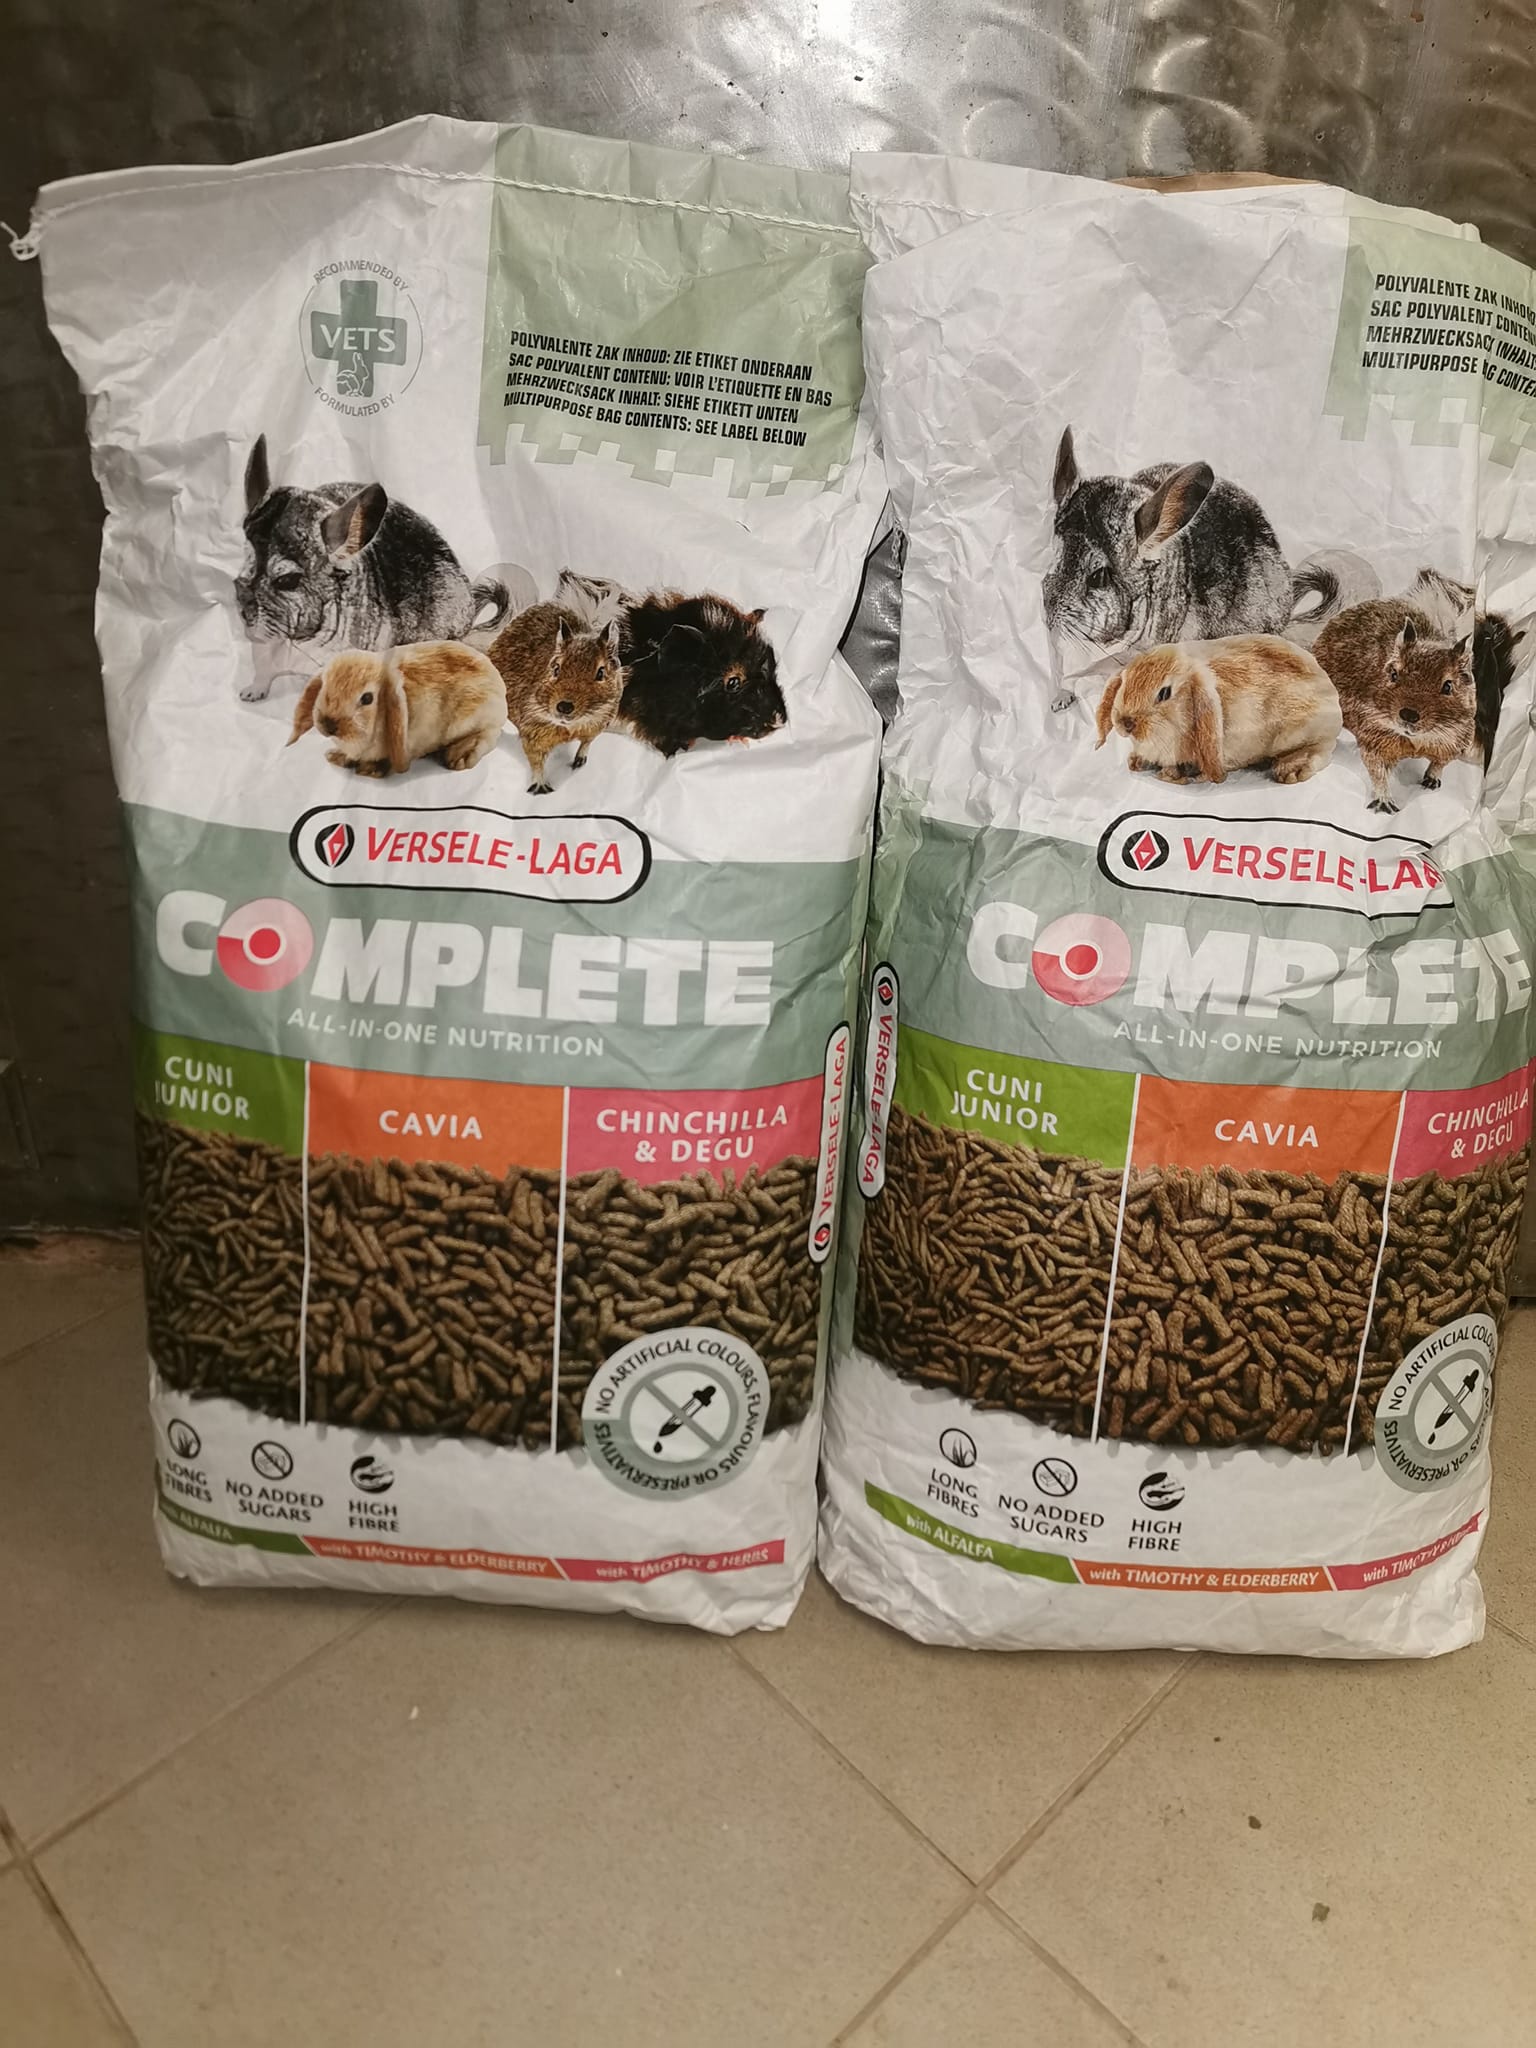 RECOMMENDED BY
VETS
FORMULATED BY
POLYVALENTE ZAK INHOUD: ZIE ETIKET ONDERAAN
SAC POLYVALENT CONTENU: VOIR L'ETIQUETTE EN BAS
MEHRZWECKSACK INHALT: SIEHE ETIKETT UNTEN
MULTIPURPOSE BAG CONTENTS: SEE LABEL BELOW
VERSELE-LAGA
COMPLETE
ALL-IN-ONE NUTRITION
CUNI
JUNIOR
CAVIA
CHINCHILLA
& DEGU
VERSELE-LAGA
NO ARTIFICIAL COLOURS, FLAVOURS OR PRESERVATIVES
LONG
FIBRES
NO ADDED
SUGARS
HIGH
FIBRE
with ALFALFA
with TIMOTHY & ELDERBERRY
with TIMOTHY & HERBS
POLYVALENTE ZAK
SAC POLYVALENT
MEHRZWECKSACK INHALT:
MULTIPURPOSE
VERSELE-LAGA
COMPLETE
ALL-IN-ONE NUTRITION
CUNI
JUNIOR
CAVIA
CHINCHILLA
& DEGU
VERSELE-LAGA
NO ARTIFICIAL OR PRESERVATIVES
LONG
FIBRES
NO ADDED
SUGARS
HIGH
FIBRE
with ALFALFA
with TIMOTHY & ELDERBERRY
with TIMOTHY